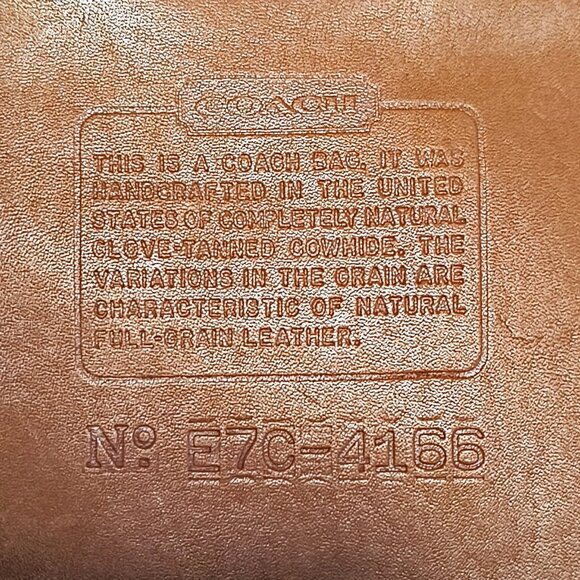 COACH
THIS IS A COACH BAG. IT WAS
HANDCRAFTED IN THE UNITED
STATES OF COMPLETELY NATURAL
GLOVE-TANNED COWHIDE. THE
VARIATIONS IN THE GRAIN ARE
CHARACTERISTIC OF NATURAL
FULL-GRAIN LEATHER.
Nº E7C-4166